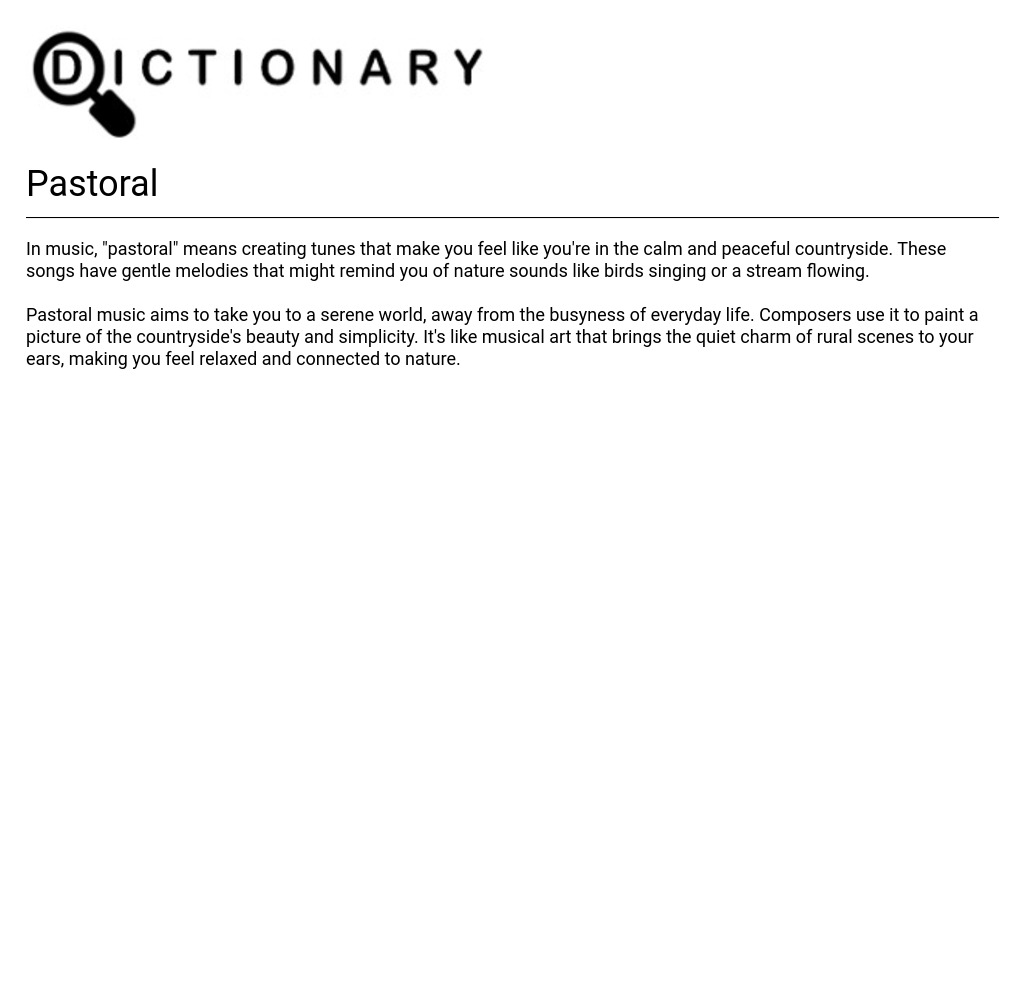 DICTIONARY
Pastoral
In music, "pastoral" means creating tunes that make you feel like you're in the calm and peaceful countryside. These
songs have gentle melodies that might remind you of nature sounds like birds singing or a stream flowing.
Pastoral music aims to take you to a serene world, away from the busyness of everyday life. Composers use it to paint a
picture of the countryside's beauty and simplicity. It's like musical art that brings the quiet charm of rural scenes to your
ears, making you feel relaxed and connected to nature.